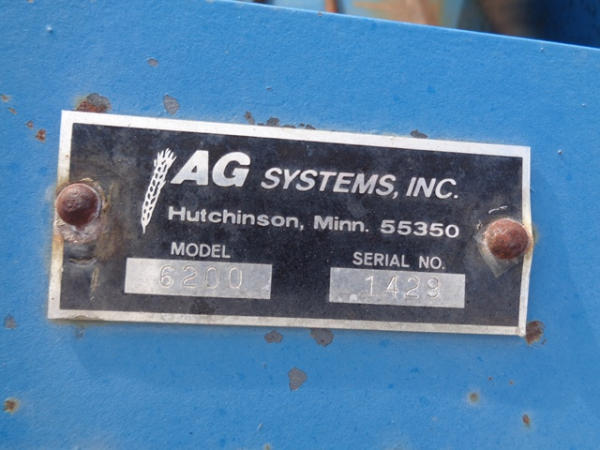 AG SYSTEMS, INC.
Hutchinson, Minn. 55350
MODEL SERIAL NO.
6200 1429